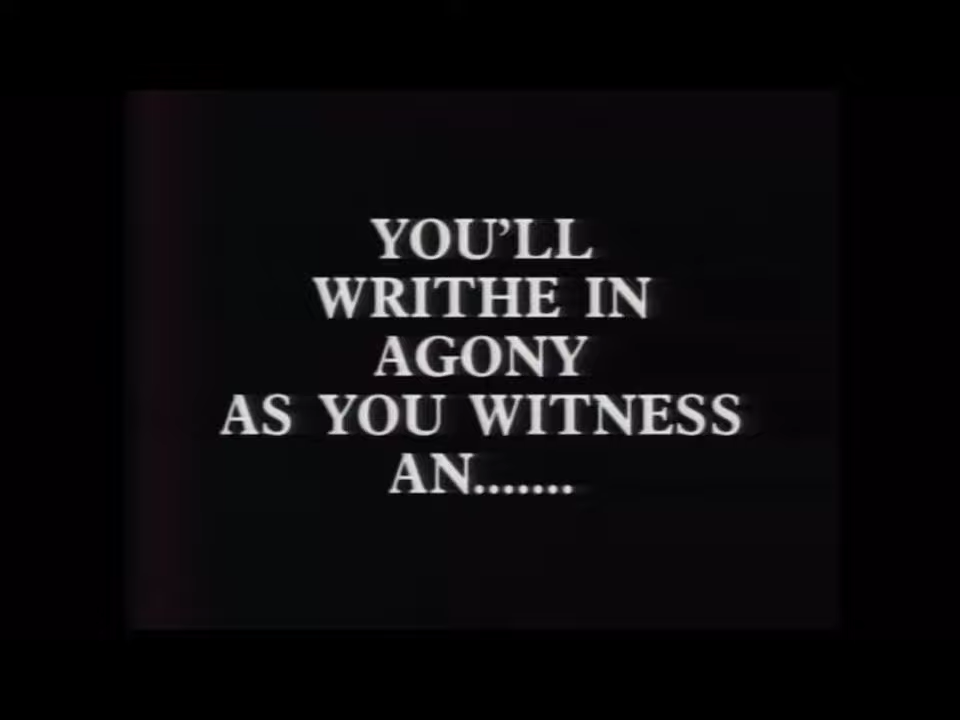 YOU'LL
WRITHE IN
AGONY
AS YOU WITNESS
AN.......